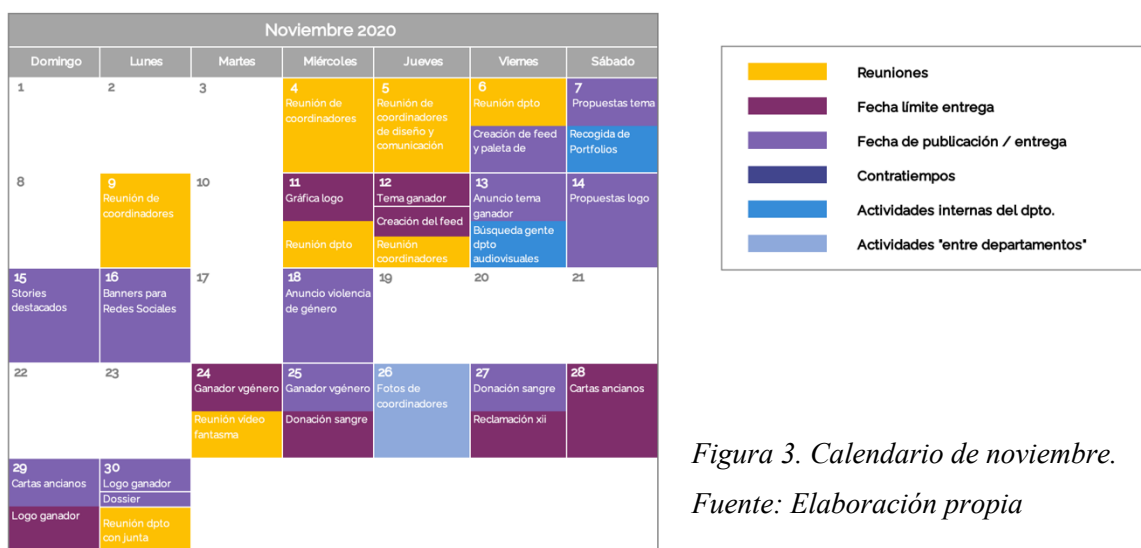 Noviembre 2020
Domingo Lunes Martes Miércoles Jueves Viernes Sábado
1 2 3 4 5 6 7
Reunión de
coordinadores
Reunión de
coordinadores
de diseño y
comunicación
Reunión dpto
Creación de feed
y paleta de
Propuestas tema
Recogida de
Portfolios
8 9 10 11 12 13 14
Reunión de
coordinadores
Gráfica logo
Reunión dpto
Tema ganador
Creación del feed
Reunión
coordinadores
Anuncio tema
ganador
Búsqueda gente
dpto
audiovisuales
Propuestas logo
15 16 17 18 19 20 21
Stories
destacados
Banners para
Redes Sociales
Anuncio violencia
de género
22 23 24 25 26 27 28
Ganador vgénero
Reunión vídeo
fantasma
Ganador vgénero
Donación sangre
Fotos de
coordinadores
Donación sangre
Reclamación xii
Cartas ancianos
29 30
Cartas ancianos
Logo ganador
Logo ganador
Dossier
Reunión dpto
con junta
Reuniones
Fecha límite entrega
Fecha de publicación / entrega
Contratiempos
Actividades internas del dpto.
Actividades "entre departamentos"
Figura 3. Calendario de noviembre.
Fuente: Elaboración propia